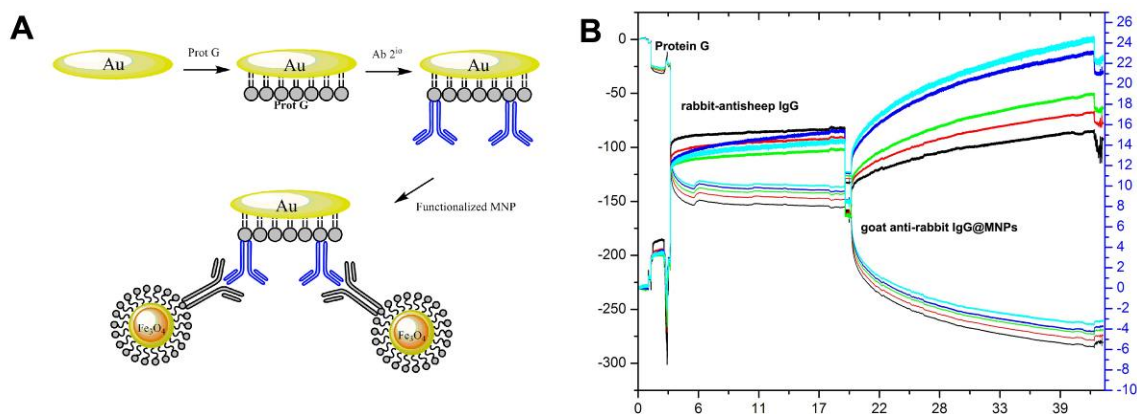 A
Au
Prot G
Au
Prot G
Ab 2io
Au
Functionalized MNP
Au
Fe3O4
Fe3O4
B
Protein G
rabbit-antisheep IgG
goat anti-rabbit IgG@MNPs
0
-50
-100
-150
-200
-250
-300
0
6
11
17
22
28
33
39
26
24
22
20
18
16
14
12
10
8
6
4
2
0
-2
-4
-6
-8
-10